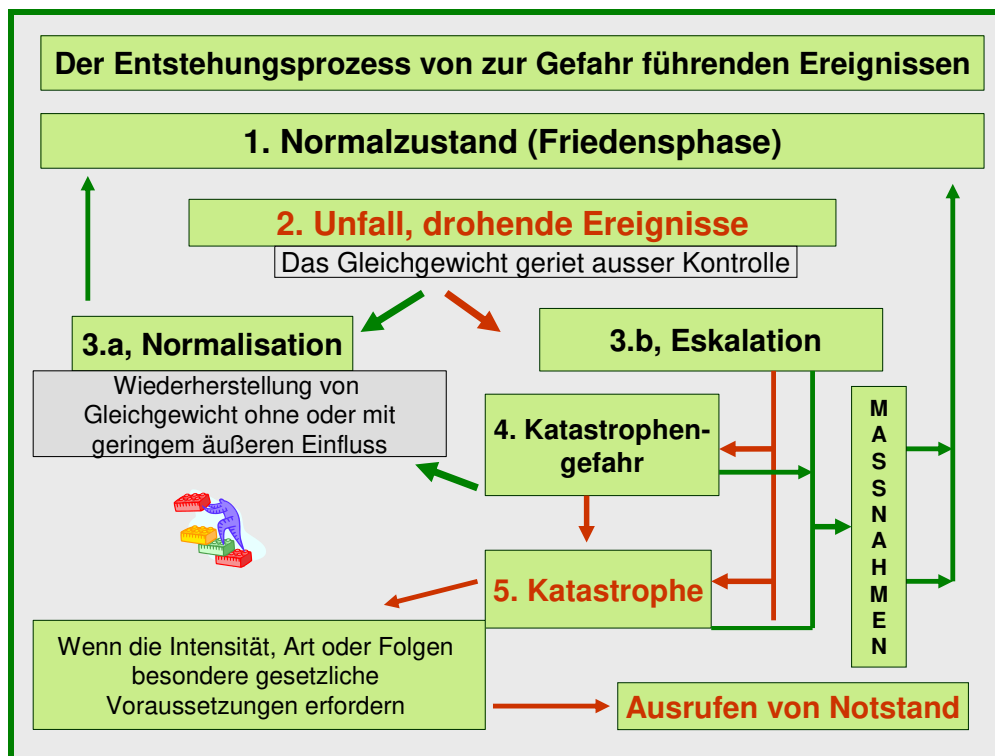 Der Entstehungsprozess von zur Gefahr führenden Ereignissen
1. Normalzustand (Friedensphase)
2. Unfall, drohende Ereignisse
Das Gleichgewicht geriet ausser Kontrolle
3.a, Normalisation
Wiederherstellung von
Gleichgewicht ohne oder mit
geringem äußeren Einfluss
3.b, Eskalation
4. Katastrophen-
gefahr
M
A
S
S
N
A
H
M
E
N
5. Katastrophe
Wenn die Intensität, Art oder Folgen
besondere gesetzliche
Voraussetzungen erfordern
Ausrufen von Notstand